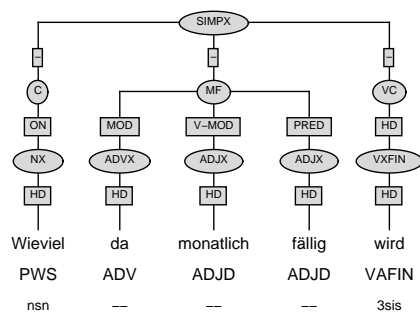 SIMPX
– – –
C MF VC
ON MOD V–MOD PRED HD
NX ADVX ADJX ADJX VXFIN
HD HD HD HD HD
Wieviel da monatlich fällig wird
PWS ADV ADJD ADJD VAFIN
nsn –– –– –– 3sis